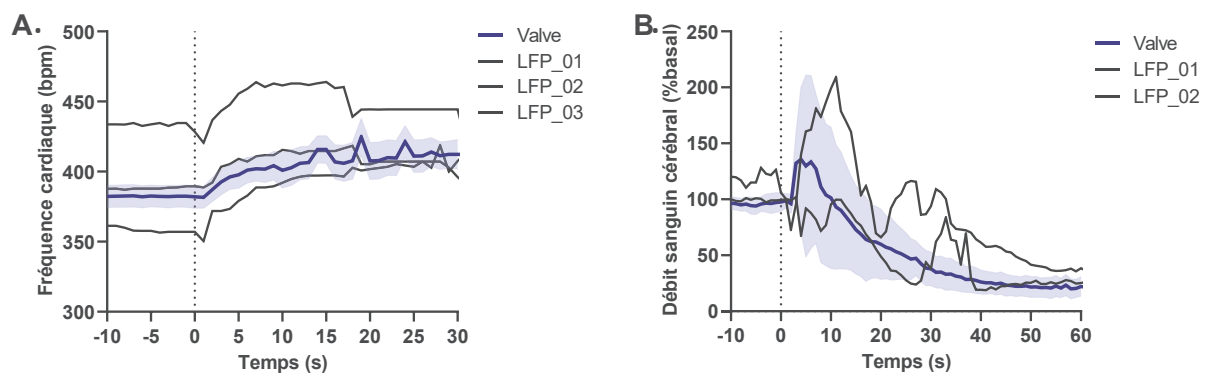 A.
Fréquence cardiaque (bpm)
500
450
400
350
300
-10
-5
0
5
10
15
20
25
30
Temps (s)
Valve
LFP_01
LFP_02
LFP_03
B.
Débit sanguin cérébral (%basal)
250
200
150
100
50
0
-10
0
10
20
30
40
50
60
Temps (s)
Valve
LFP_01
LFP_02